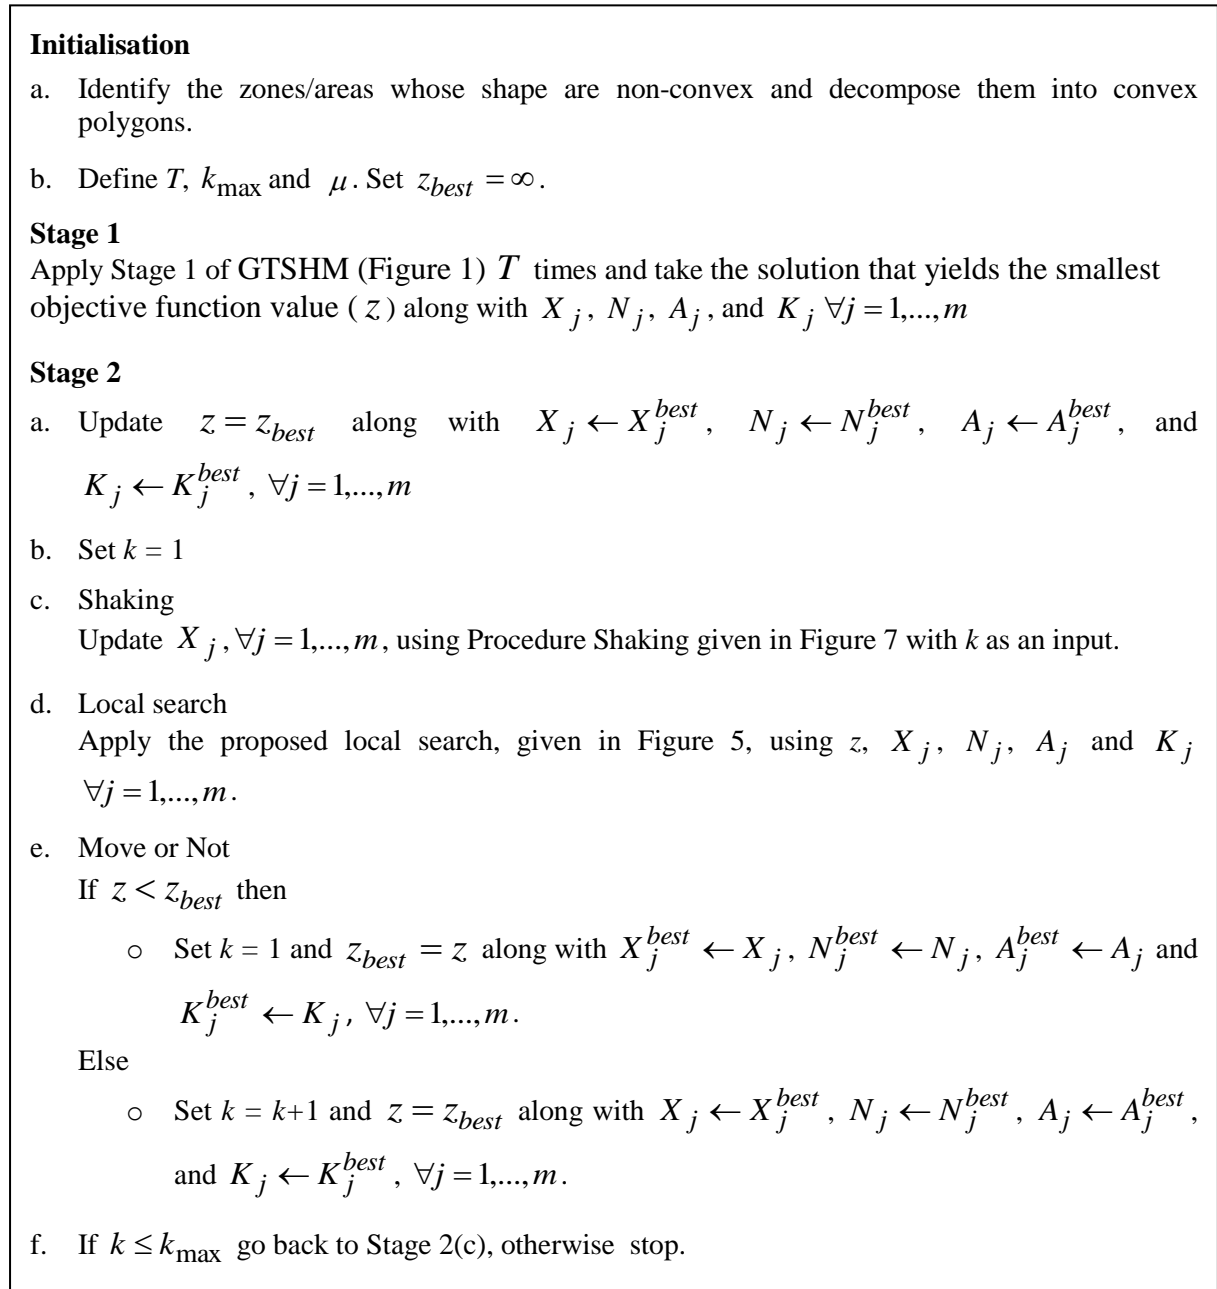 Initialisation
a. Identify the zones/areas whose shape are non-convex and decompose them into convex
polygons.
b. Define T, k_max and μ. Set z_best = ∞.
Stage 1
Apply Stage 1 of GTSHM (Figure 1) T times and take the solution that yields the smallest
objective function value ( z ) along with X_j, N_j, A_j, and K_j ∀j = 1,...,m
Stage 2
a. Update z = z_best along with X_j ← X_j^best, N_j ← N_j^best, A_j ← A_j^best, and
K_j ← K_j^best, ∀j = 1,...,m
b. Set k = 1
c. Shaking
Update X_j, ∀j = 1,...,m, using Procedure Shaking given in Figure 7 with k as an input.
d. Local search
Apply the proposed local search, given in Figure 5, using z, X_j, N_j, A_j and K_j
∀j = 1,...,m.
e. Move or Not
If z < z_best then
o Set k = 1 and z_best = z along with X_j^best ← X_j, N_j^best ← N_j, A_j^best ← A_j and
K_j^best ← K_j, ∀j = 1,...,m.
Else
o Set k = k+1 and z = z_best along with X_j ← X_j^best, N_j ← N_j^best, A_j ← A_j^best,
and K_j ← K_j^best, ∀j = 1,...,m.
f. If k ≤ k_max go back to Stage 2(c), otherwise stop.